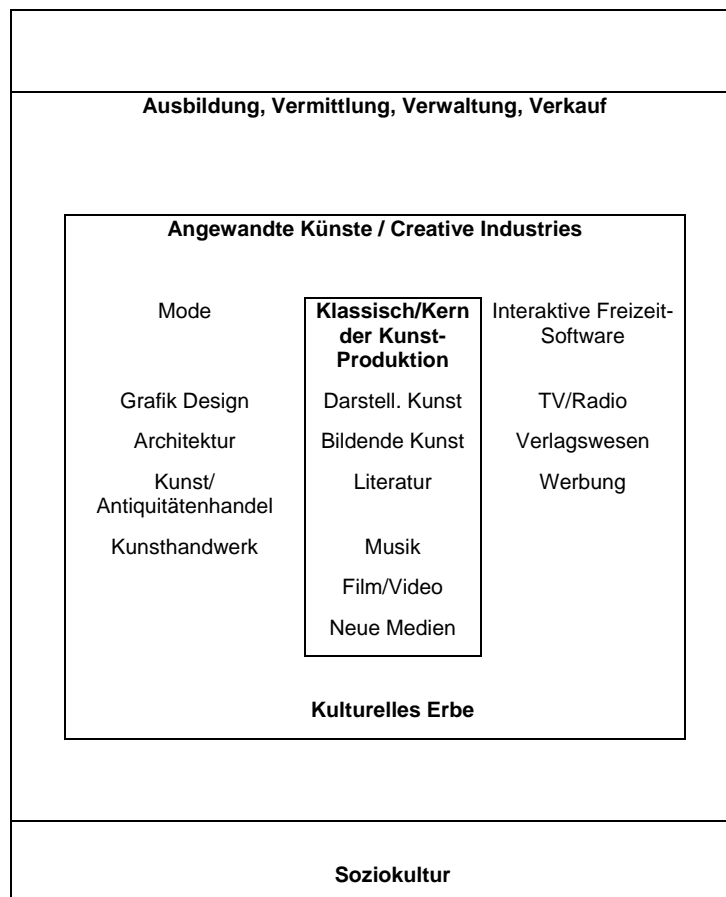 Ausbildung, Vermittlung, Verwaltung, Verkauf
Angewandte Künste / Creative Industries
Mode
Klassisch/Kern
der Kunst-
Produktion
Interaktive Freizeit-
Software
Grafik Design
Darstell. Kunst
TV/Radio
Architektur
Bildende Kunst
Verlagswesen
Kunst/
Antiquitätenhandel
Literatur
Werbung
Kunsthandwerk
Musik
Film/Video
Neue Medien
Kulturelles Erbe
Soziokultur